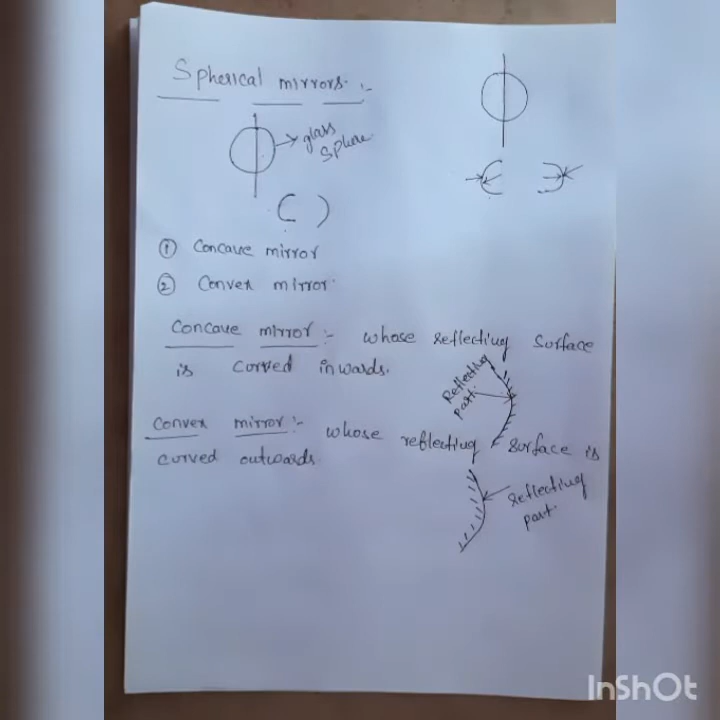 Spherical mirrors :-
glass
sphere
( )
① Concave mirror
② Convex mirror
Concave mirror :- whose reflecting surface
is corved inwards.
Reflecting
part.
Convex mirror :- whose reflecting surface is
curved outwards
reflecting
part.
InShOt